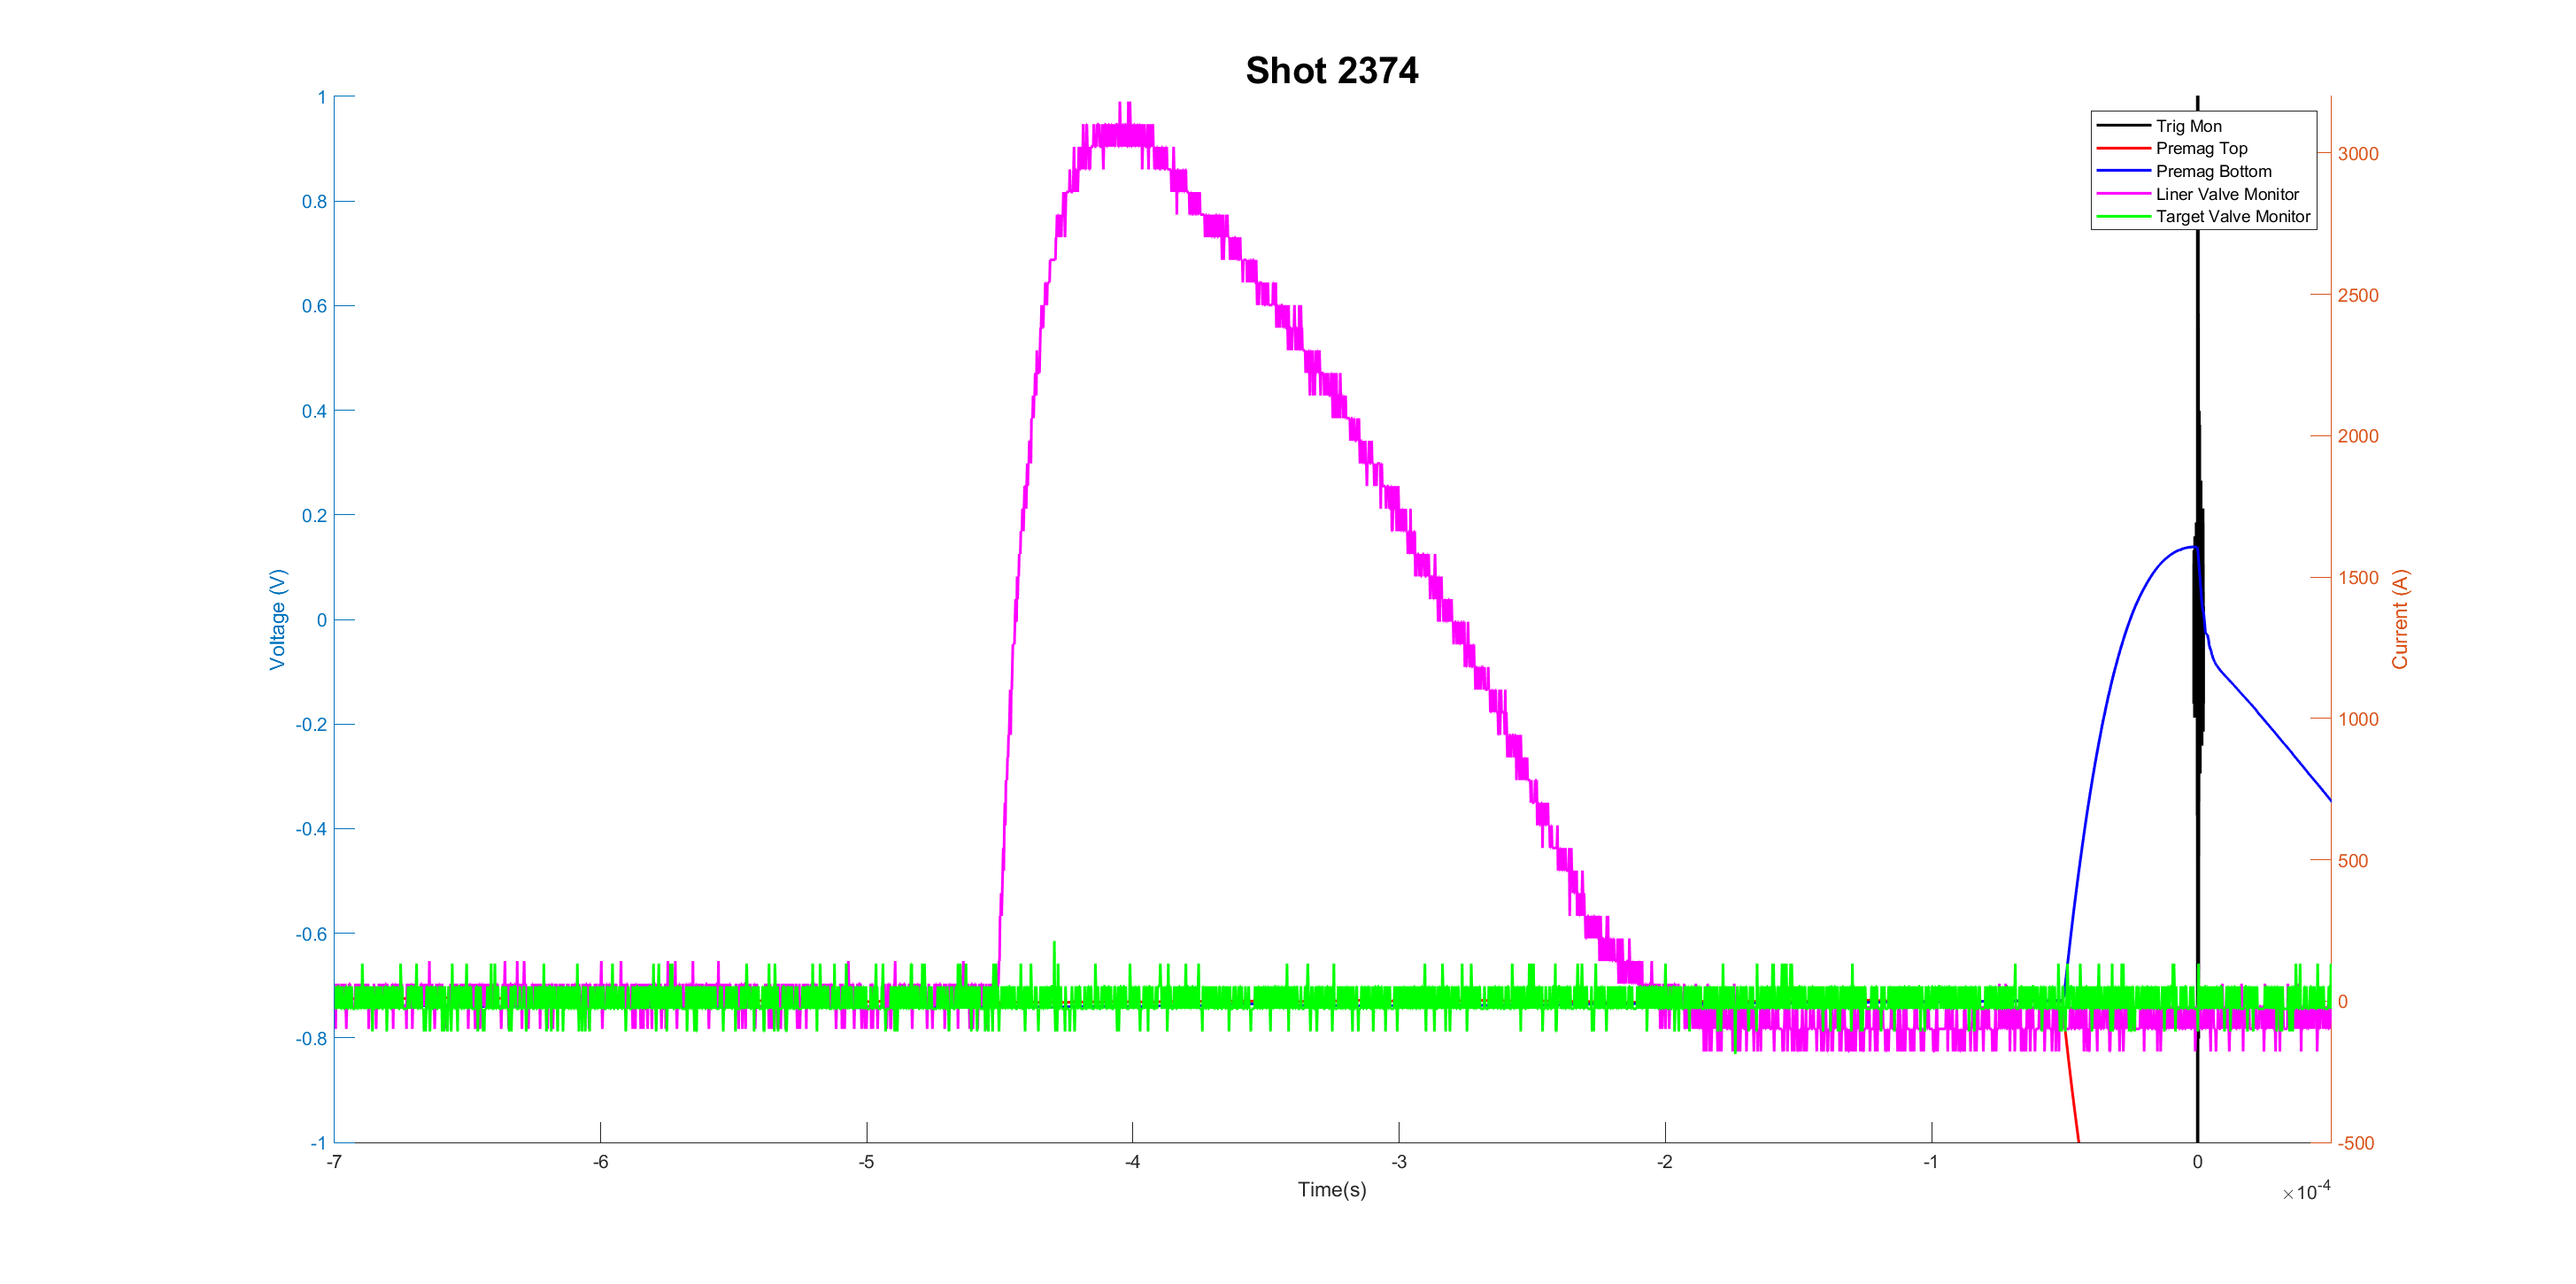 Shot 2374
1
0.8
0.6
0.4
0.2
0
-0.2
-0.4
-0.6
-0.8
-1
Voltage (V)
Trig Mon
Premag Top
Premag Bottom
Liner Valve Monitor
Target Valve Monitor
3000
2500
2000
1500
1000
500
0
-500
Current (A)
-7 -6 -5 -4 -3 -2 -1 0
Time(s)
×10-4